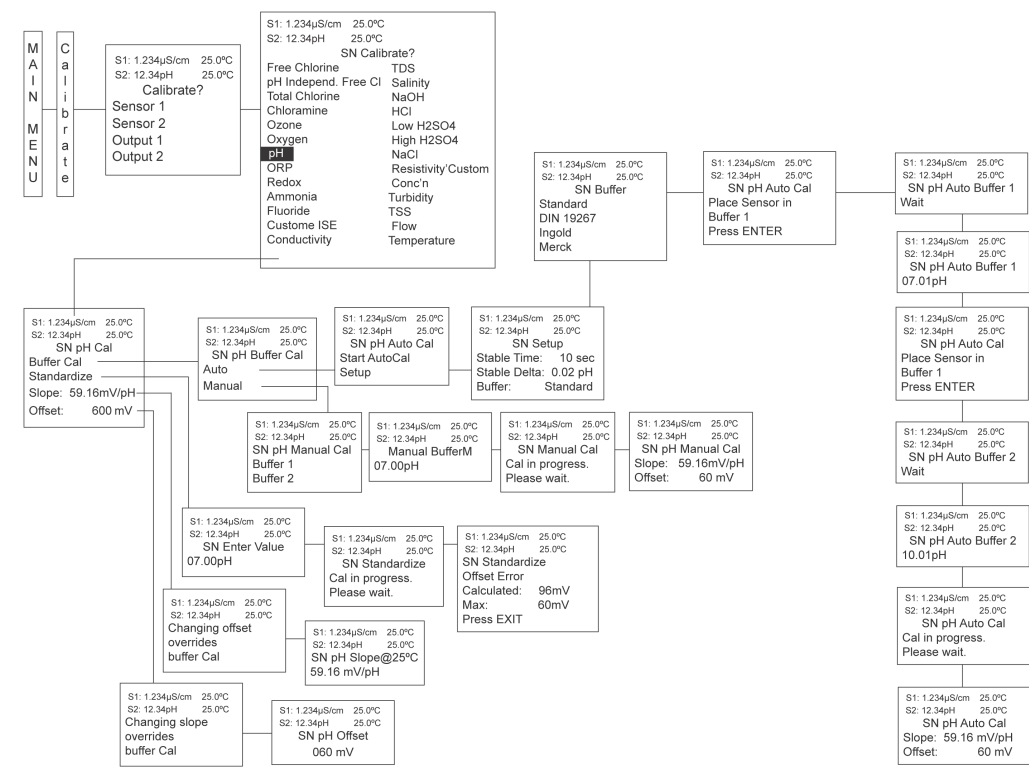 MAIN MENU
Calibrate
S1: 1.234µS/cm 25.0ºC
S2: 12.34pH 25.0ºC
Calibrate?
Sensor 1
Sensor 2
Output 1
Output 2
S1: 1.234µS/cm 25.0ºC
S2: 12.34pH 25.0ºC
SN Calibrate?
Free Chlorine
pH Independ. Free Cl
Total Chlorine
Chloramine
Ozone
Oxygen
pH
ORP
Redox
Ammonia
Fluoride
Custome ISE
Conductivity
TDS
Salinity
NaOH
HCl
Low H2SO4
High H2SO4
NaCl
Resistivity'Custom
Conc'n
Turbidity
TSS
Flow
Temperature
S1: 1.234µS/cm 25.0ºC
S2: 12.34pH 25.0ºC
SN pH Cal
Buffer Cal
Standardize
Slope: 59.16mV/pH
Offset: 600 mV
S1: 1.234µS/cm 25.0ºC
S2: 12.34pH 25.0ºC
SN pH Buffer Cal
Auto
Manual
S1: 1.234µS/cm 25.0ºC
S2: 12.34pH 25.0ºC
SN pH Auto Cal
Start AutoCal
Setup
S1: 1.234µS/cm 25.0ºC
S2: 12.34pH 25.0ºC
SN Setup
Stable Time: 10 sec
Stable Delta: 0.02 pH
Buffer: Standard
S1: 1.234µS/cm 25.0ºC
S2: 12.34pH 25.0ºC
SN Buffer
Standard
DIN 19267
Ingold
Merck
S1: 1.234µS/cm 25.0ºC
S2: 12.34pH 25.0ºC
SN pH Auto Cal
Place Sensor in
Buffer 1
Press ENTER
S1: 1.234µS/cm 25.0ºC
S2: 12.34pH 25.0ºC
SN pH Auto Buffer 1
Wait
S1: 1.234µS/cm 25.0ºC
S2: 12.34pH 25.0ºC
SN pH Auto Buffer 1
07.01pH
S1: 1.234µS/cm 25.0ºC
S2: 12.34pH 25.0ºC
SN pH Auto Cal
Place Sensor in
Buffer 1
Press ENTER
S1: 1.234µS/cm 25.0ºC
S2: 12.34pH 25.0ºC
SN pH Auto Buffer 2
Wait
S1: 1.234µS/cm 25.0ºC
S2: 12.34pH 25.0ºC
SN pH Auto Buffer 2
10.01pH
S1: 1.234µS/cm 25.0ºC
S2: 12.34pH 25.0ºC
SN pH Auto Cal
Cal in progress.
Please wait.
S1: 1.234µS/cm 25.0ºC
S2: 12.34pH 25.0ºC
SN pH Auto Cal
Slope: 59.16 mV/pH
Offset: 60 mV
S1: 1.234µS/cm 25.0ºC
S2: 12.34pH 25.0ºC
SN pH Manual Cal
Buffer 1
Buffer 2
S1: 1.234µS/cm 25.0ºC
S2: 12.34pH 25.0ºC
Manual BufferM
07.00pH
S1: 1.234µS/cm 25.0ºC
S2: 12.34pH 25.0ºC
SN Manual Cal
Cal in progress.
Please wait.
S1: 1.234µS/cm 25.0ºC
S2: 12.34pH 25.0ºC
SN pH Manual Cal
Slope: 59.16mV/pH
Offset: 60 mV
S1: 1.234µS/cm 25.0ºC
S2: 12.34pH 25.0ºC
SN Enter Value
07.00pH
S1: 1.234µS/cm 25.0ºC
S2: 12.34pH 25.0ºC
SN Standardize
Cal in progress.
Please wait.
S1: 1.234µS/cm 25.0ºC
S2: 12.34pH 25.0ºC
SN Standardize
Offset Error
Calculated: 96mV
Max: 60mV
Press EXIT
S1: 1.234µS/cm 25.0ºC
S2: 12.34pH 25.0ºC
Changing offset
overrides
buffer Cal
S1: 1.234µS/cm 25.0ºC
S2: 12.34pH 25.0ºC
SN pH Slope@25ºC
59.16 mV/pH
S1: 1.234µS/cm 25.0ºC
S2: 12.34pH 25.0ºC
Changing slope
overrides
buffer Cal
S1: 1.234µS/cm 25.0ºC
S2: 12.34pH 25.0ºC
SN pH Offset
060 mV